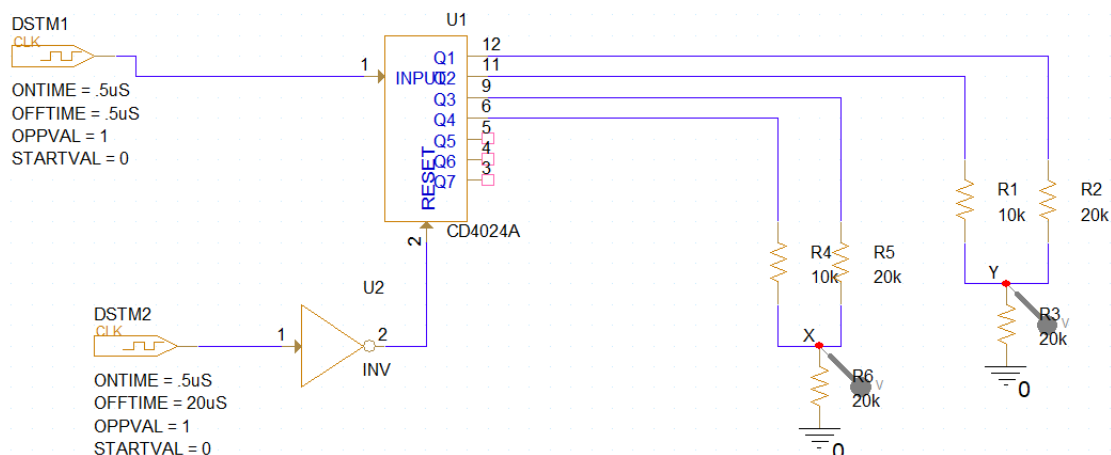 DSTM1
CLK
ONTIME = .5uS
OFFTIME = .5uS
OPPVAL = 1
STARTVAL = 0
U1
1
INPUT
RESET
2
Q1
Q2
Q3
Q4
Q5
Q6
Q7
12
11
9
6
5
4
3
CD4024A
DSTM2
CLK
ONTIME = .5uS
OFFTIME = 20uS
OPPVAL = 1
STARTVAL = 0
U2
1
2
INV
R4
10k
R5
20k
X
R6
20k
V
0
R1
10k
R2
20k
Y
R3
20k
V
0